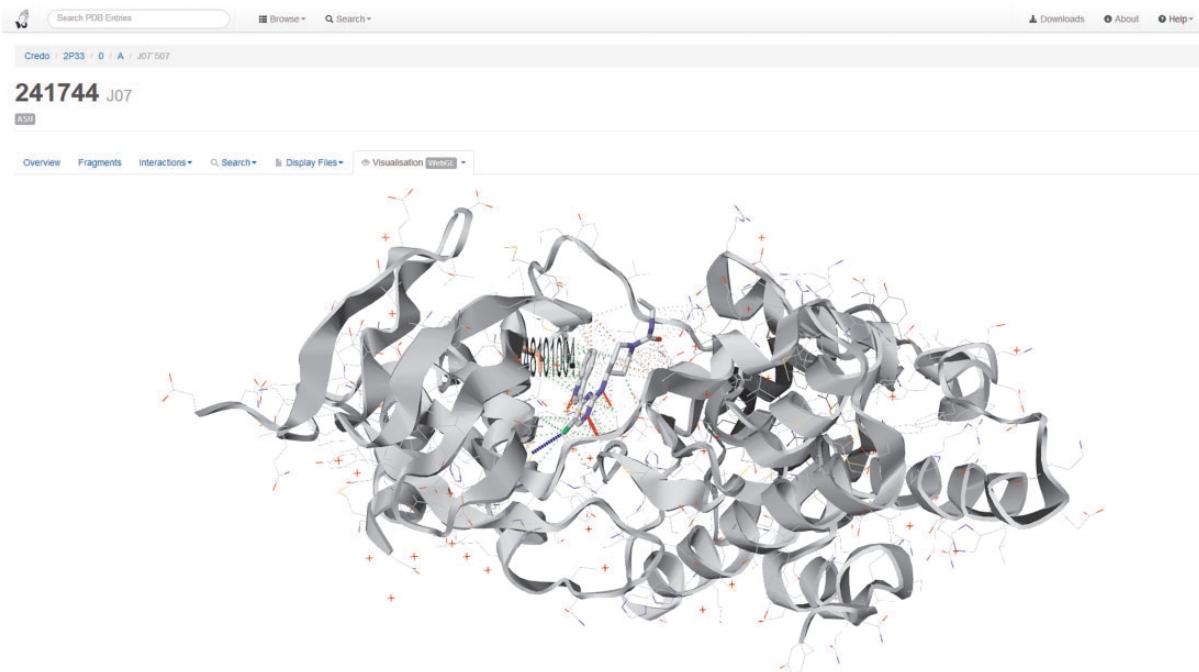 Search PDB Entries Browse Search Downloads About Help
Credo / 2P33 / 0 / A / J07'507
241744 J07
ASU
Overview Fragments Interactions Search Display Files Visualisation WebGL